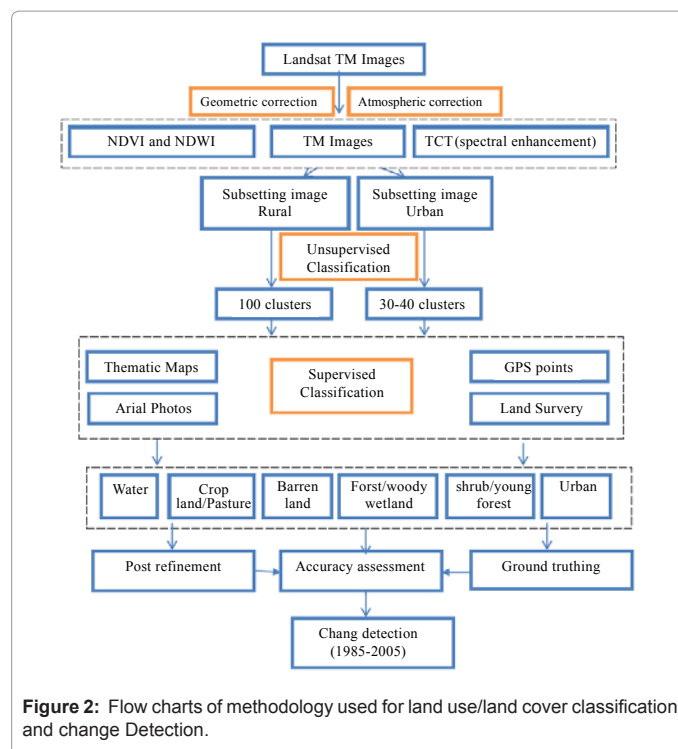 Landsat TM Images
Geometric correction
Atmospheric correction
NDVI and NDWI
TM Images
TCT(spectral enhancement)
Subsetting image
Rural
Subsetting image
Urban
Unsupervised
Classification
100 clusters
30-40 clusters
Thematic Maps
Supervised
Classification
GPS points
Arial Photos
Land Survery
Water
Crop
land/Pasture
Barren
land
Forst/woody
wetland
shrub/young
forest
Urban
Post refinement
Accuracy assessment
Ground truthing
Chang detection
(1985-2005)
Figure 2: Flow charts of methodology used for land use/land cover classification
and change Detection.